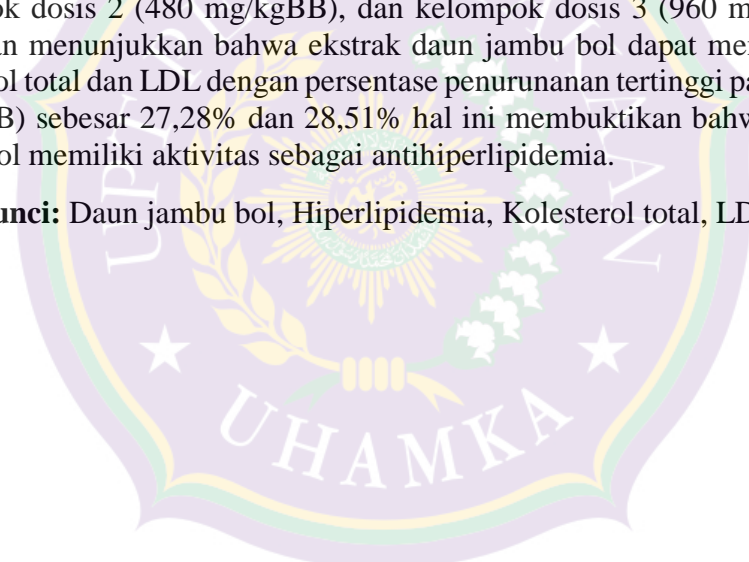 ok dosis 2 (480 mg/kgBB), dan kelompok dosis 3 (960 m
an menunjukkan bahwa ekstrak daun jambu bol dapat me
ol total dan LDL dengan persentase penurunanan tertinggi pa
B) sebesar 27,28% dan 28,51% hal ini membuktikan bahw
ol memiliki aktivitas sebagai antihiperlipidemia.
unci: Daun jambu bol, Hiperlipidemia, Kolesterol total, LD
UHAMKA